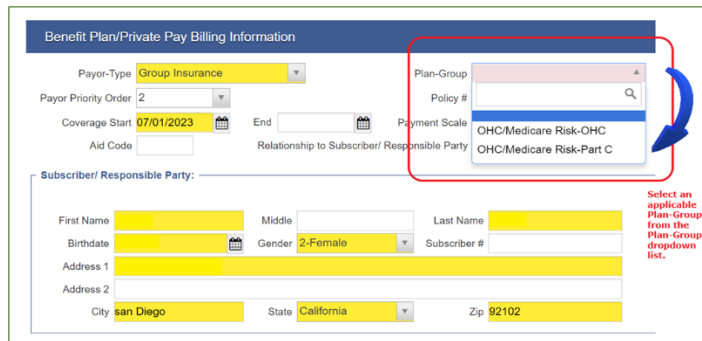 Benefit Plan/Private Pay Billing Information
Payor-Type Group Insurance Plan-Group
Payor Priority Order 2 Policy #
Coverage Start 07/01/2023 End Payment Scale
OHC/Medicare Risk-OHC
Aid Code Relationship to Subscriber/ Responsible Party
OHC/Medicare Risk-Part C
Subscriber/ Responsible Party:
Select an
applicable
Plan-Group
from the
Plan-Group
dropdown
list.
First Name Middle Last Name
Birthdate Gender 2-Female Subscriber #
Address 1
Address 2
City san Diego State California Zip 92102